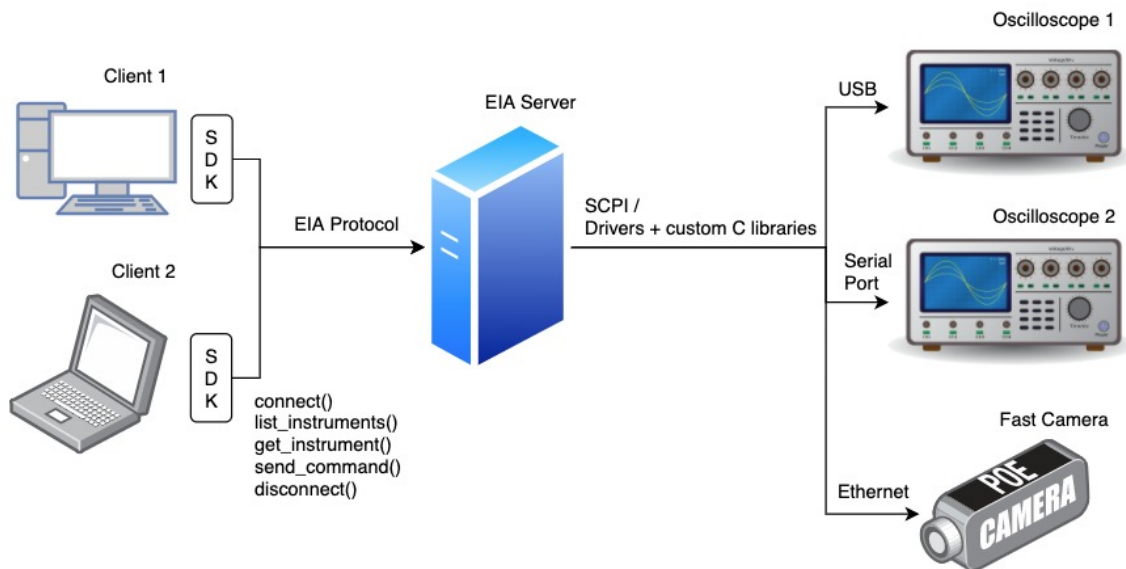 Oscilloscope 1
Client 1
EIA Server
USB
S
D
K
SCPI /
Drivers + custom C libraries
EIA Protocol
Oscilloscope 2
Client 2
Serial
Port
S
D
K
connect()
list_instruments()
get_instrument()
send_command()
disconnect()
Fast Camera
Ethernet
POE
CAMERA